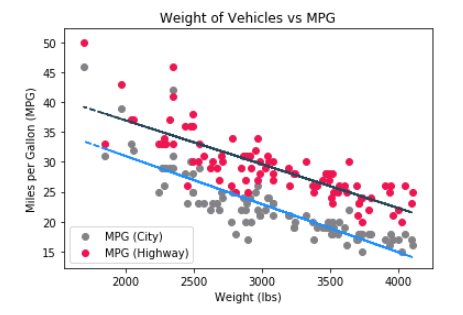 Weight of Vehicles vs MPG
Miles per Gallon (MPG)
50
45
40
35
30
25
20
15
MPG (City)
MPG (Highway)
2000 2500 3000 3500 4000
Weight (lbs)